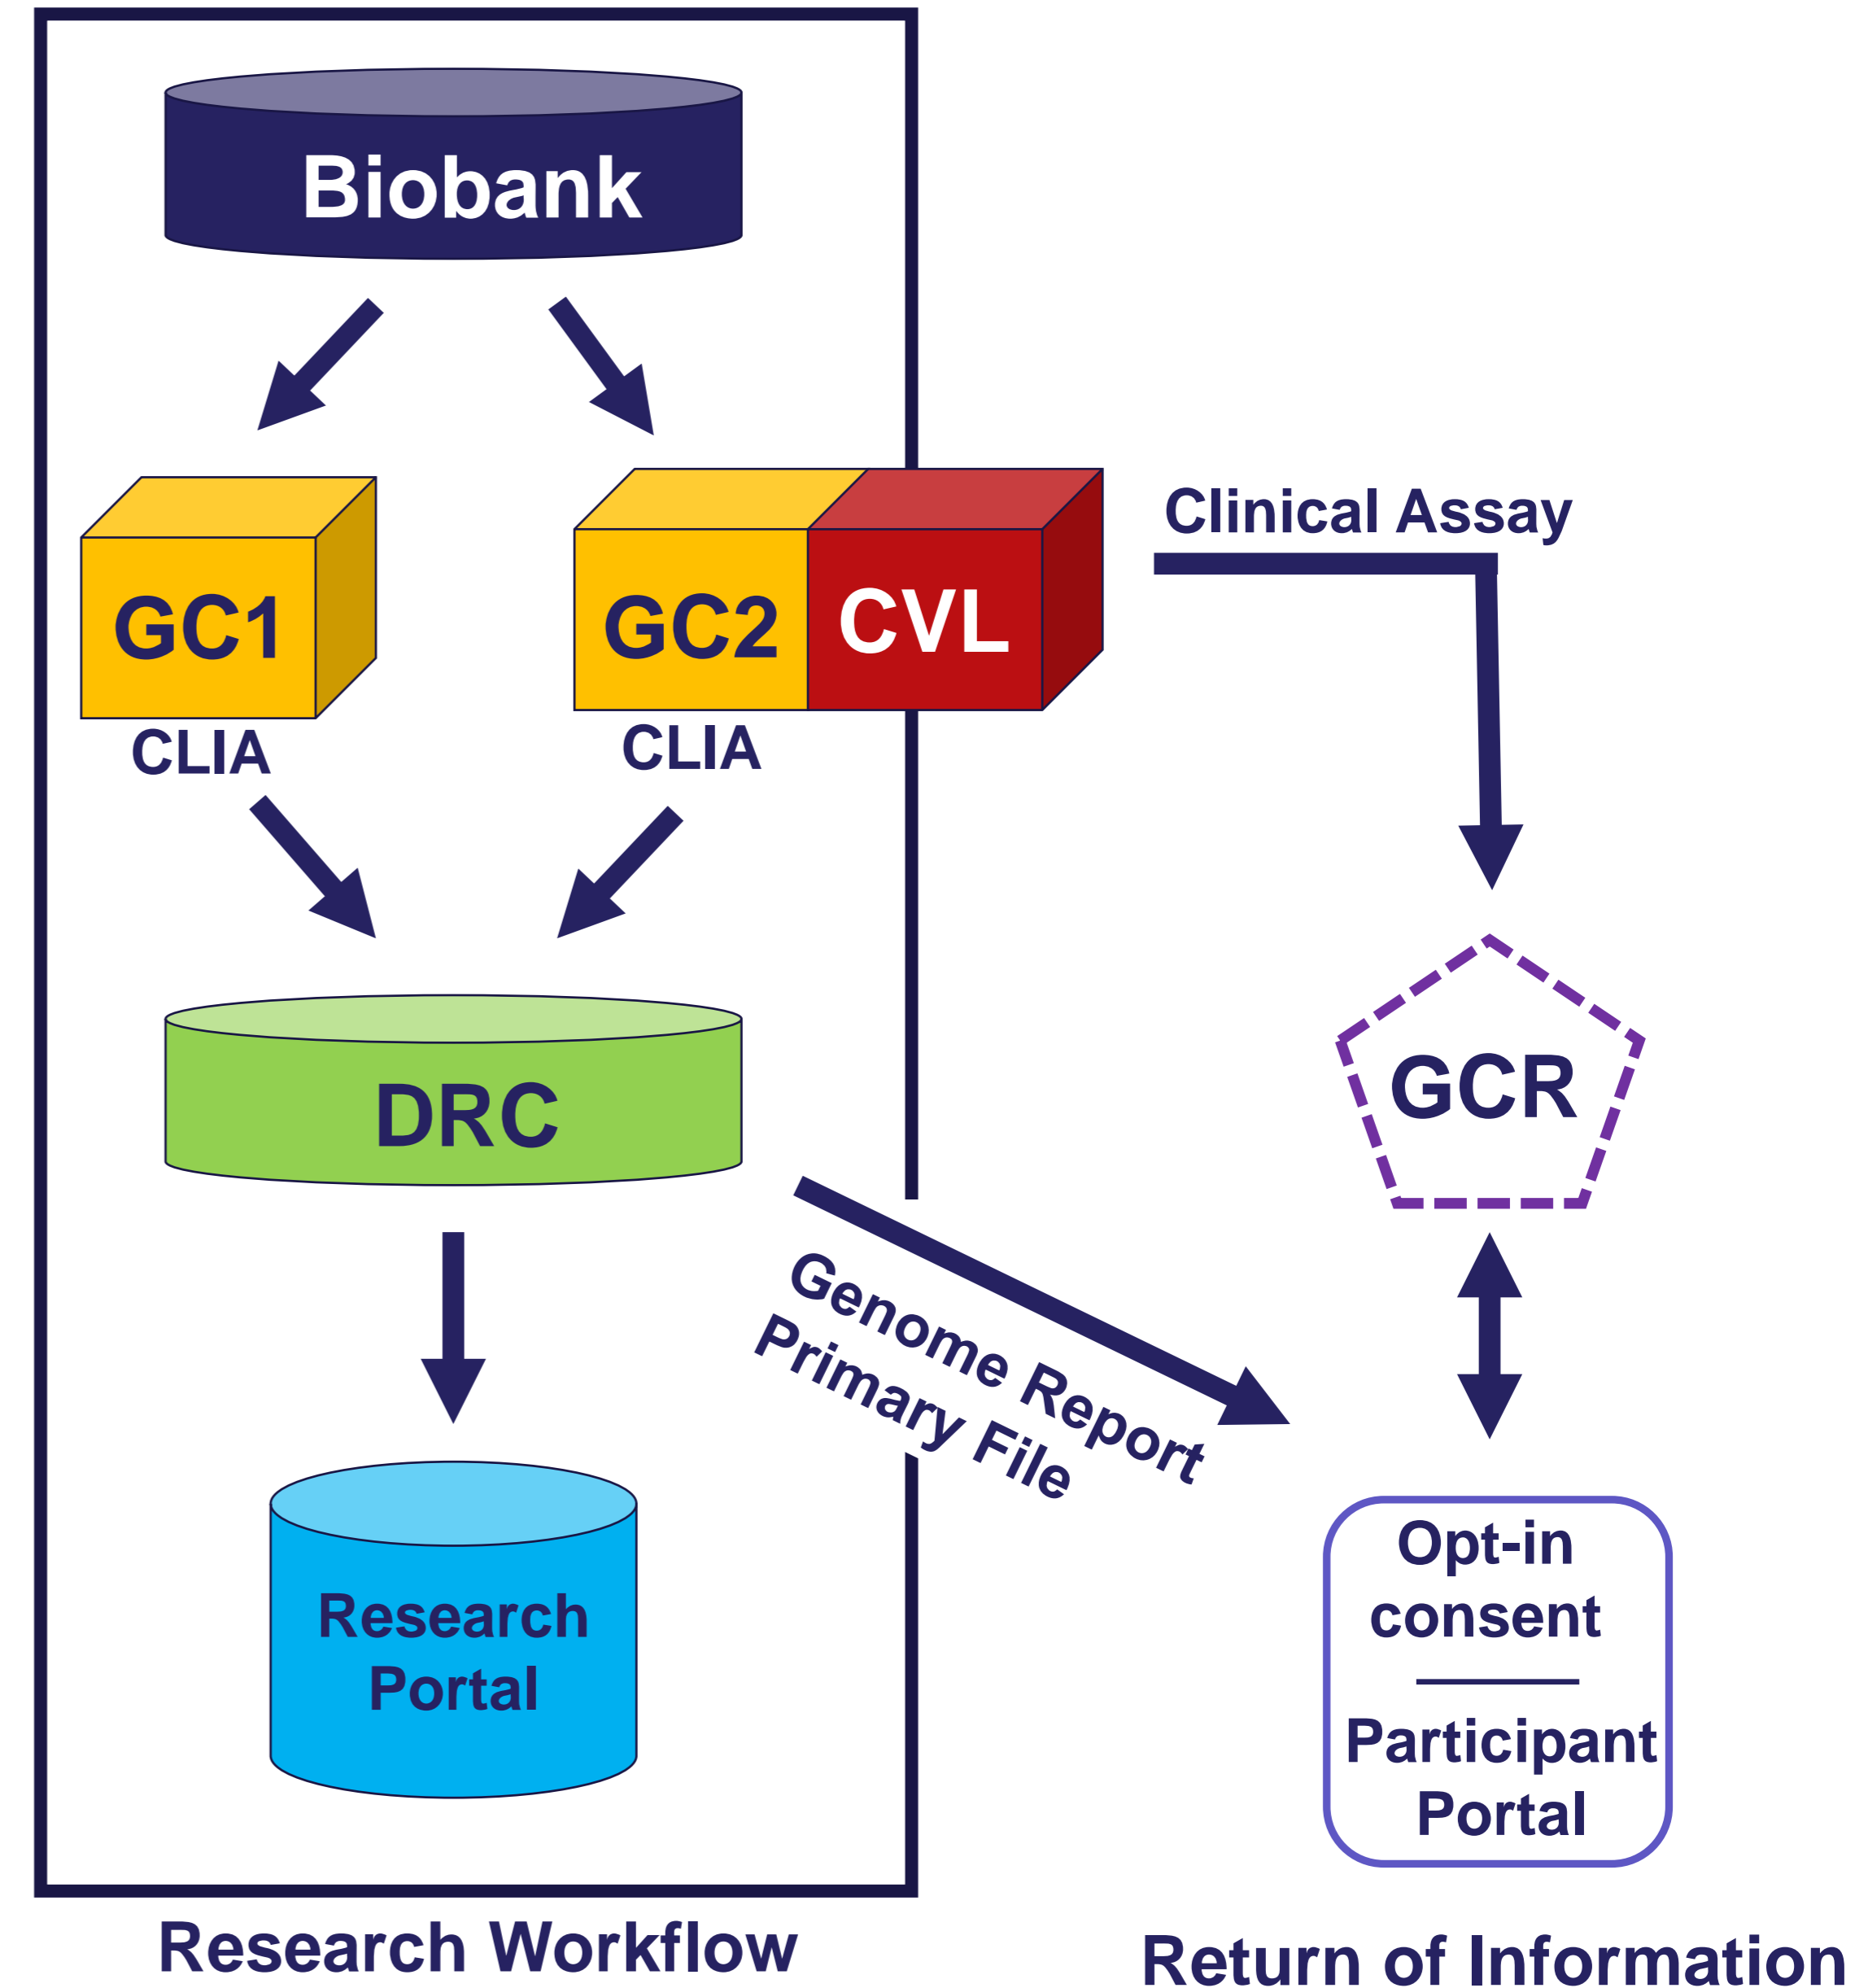 Biobank
GC1
GC2
CVL
CLIA
CLIA
Clinical Assay
DRC
GCR
Genome Report
Primary File
Research
Portal
Opt-in
consent
Participant
Portal
Research Workflow
Return of Information